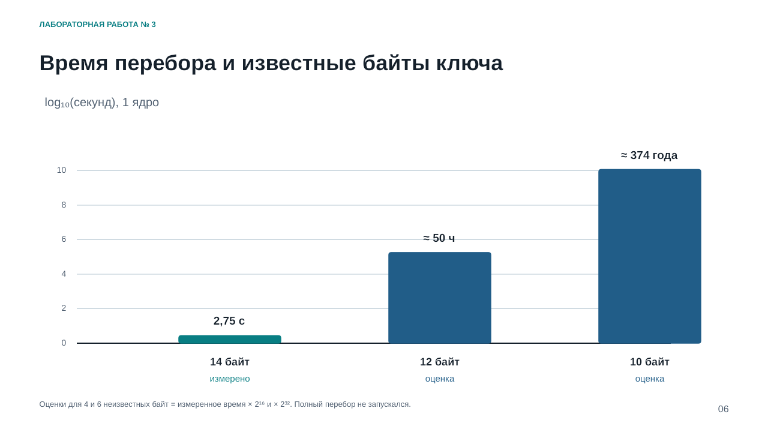 ЛАБОРАТОРНАЯ РАБОТА № 3
Время перебора и известные байты ключа
log₁₀(секунд), 1 ядро
≈ 374 года
10
8
6
≈ 50 ч
4
2
2,75 с
0
14 байт
12 байт
10 байт
измерено
оценка
оценка
Оценки для 4 и 6 неизвестных байт = измеренное время × 2¹⁶ и × 2³². Полный перебор не запускался.
06